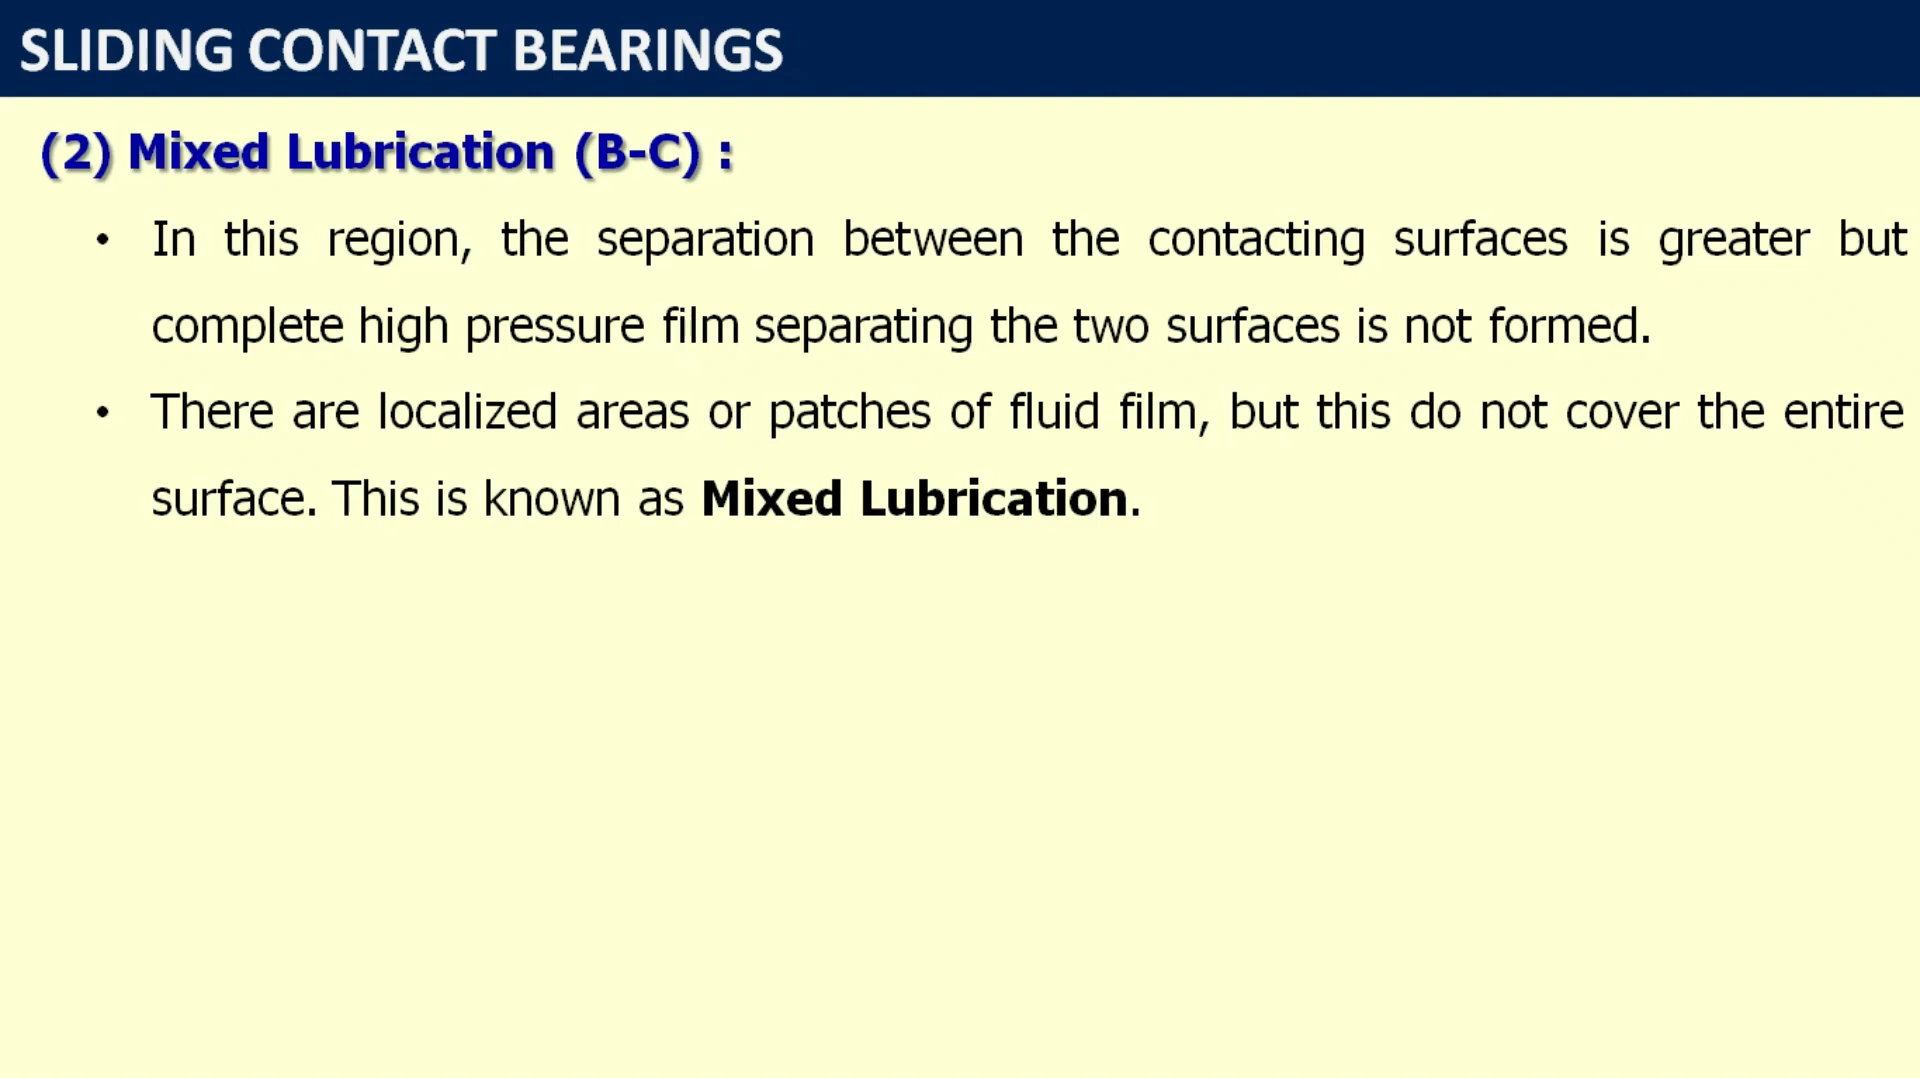 SLIDING CONTACT BEARINGS
(2) Mixed Lubrication (B-C) :
• In this region, the separation between the contacting surfaces is greater but
complete high pressure film separating the two surfaces is not formed.
• There are localized areas or patches of fluid film, but this do not cover the entire
surface. This is known as Mixed Lubrication.